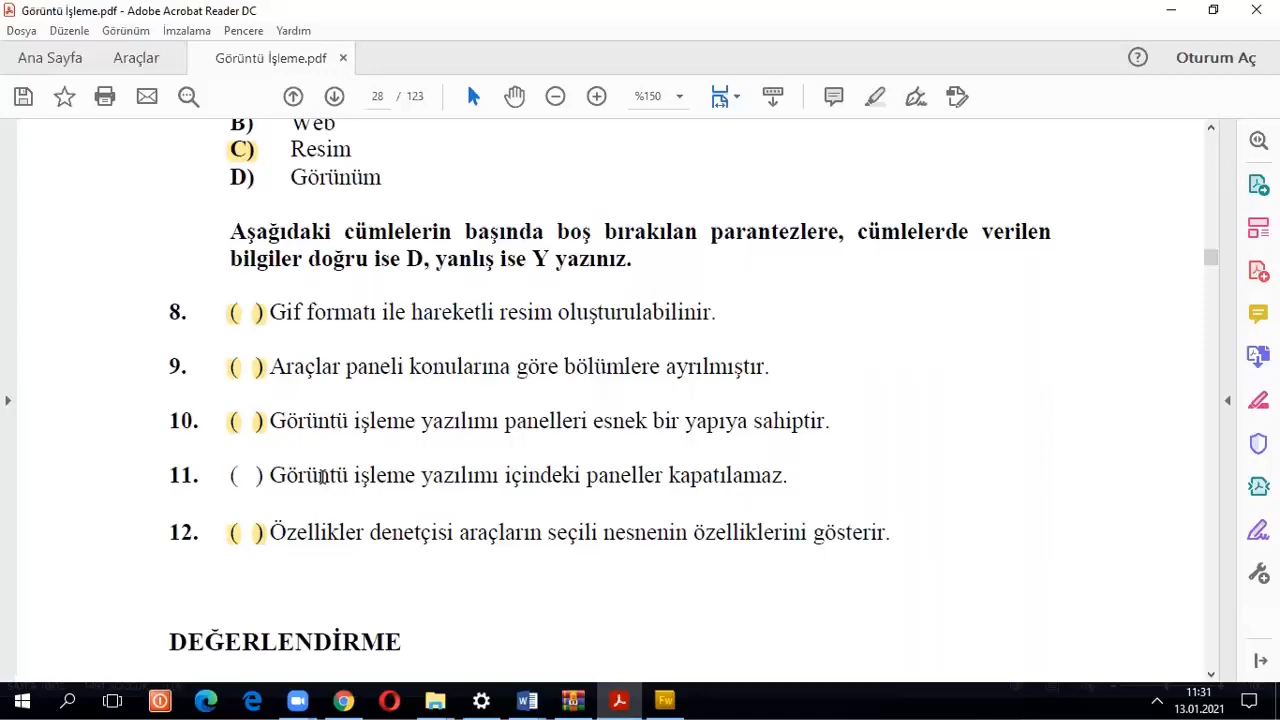 Görüntü İşleme.pdf - Adobe Acrobat Reader DC
Dosya Düzenle Görünüm İmzalama Pencere Yardım
Ana Sayfa Araçlar Görüntü İşleme.pdf × ? Oturum Aç
28 / 123 %150
B) Web
C) Resim
D) Görünüm
Aşağıdaki cümlelerin başında boş bırakılan parantezlere, cümlelerde verilen
bilgiler doğru ise D, yanlış ise Y yazınız.
8. ( ) Gif formatı ile hareketli resim oluşturulabilinir.
9. ( ) Araçlar paneli konularına göre bölümlere ayrılmıştır.
10. ( ) Görüntü işleme yazılımı panelleri esnek bir yapıya sahiptir.
11. ( ) Görüntü işleme yazılımı içindeki paneller kapatılamaz.
12. ( ) Özellikler denetçisi araçların seçili nesnenin özelliklerini gösterir.
DEĞERLENDİRME
Fw
11:31
13.01.2021